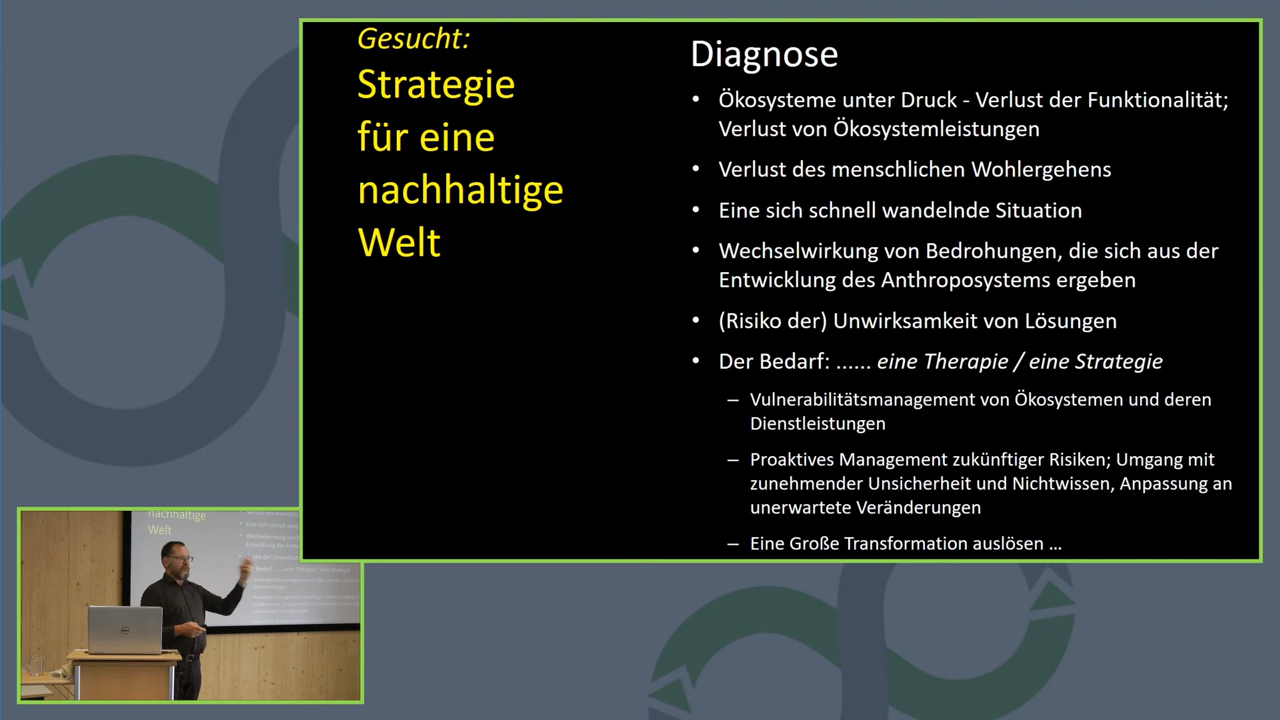 Gesucht:
Strategie
für eine
nachhaltige
Welt
Diagnose
• Ökosysteme unter Druck - Verlust der Funktionalität;
Verlust von Ökosystemleistungen
• Verlust des menschlichen Wohlergehens
• Eine sich schnell wandelnde Situation
• Wechselwirkung von Bedrohungen, die sich aus der
Entwicklung des Anthroposystems ergeben
• (Risiko der) Unwirksamkeit von Lösungen
• Der Bedarf: ...... eine Therapie / eine Strategie
– Vulnerabilitätsmanagement von Ökosystemen und deren
Dienstleistungen
– Proaktives Management zukünftiger Risiken; Umgang mit
zunehmender Unsicherheit und Nichtwissen, Anpassung an
unerwartete Veränderungen
– Eine Große Transformation auslösen ...
nachhaltige
Welt